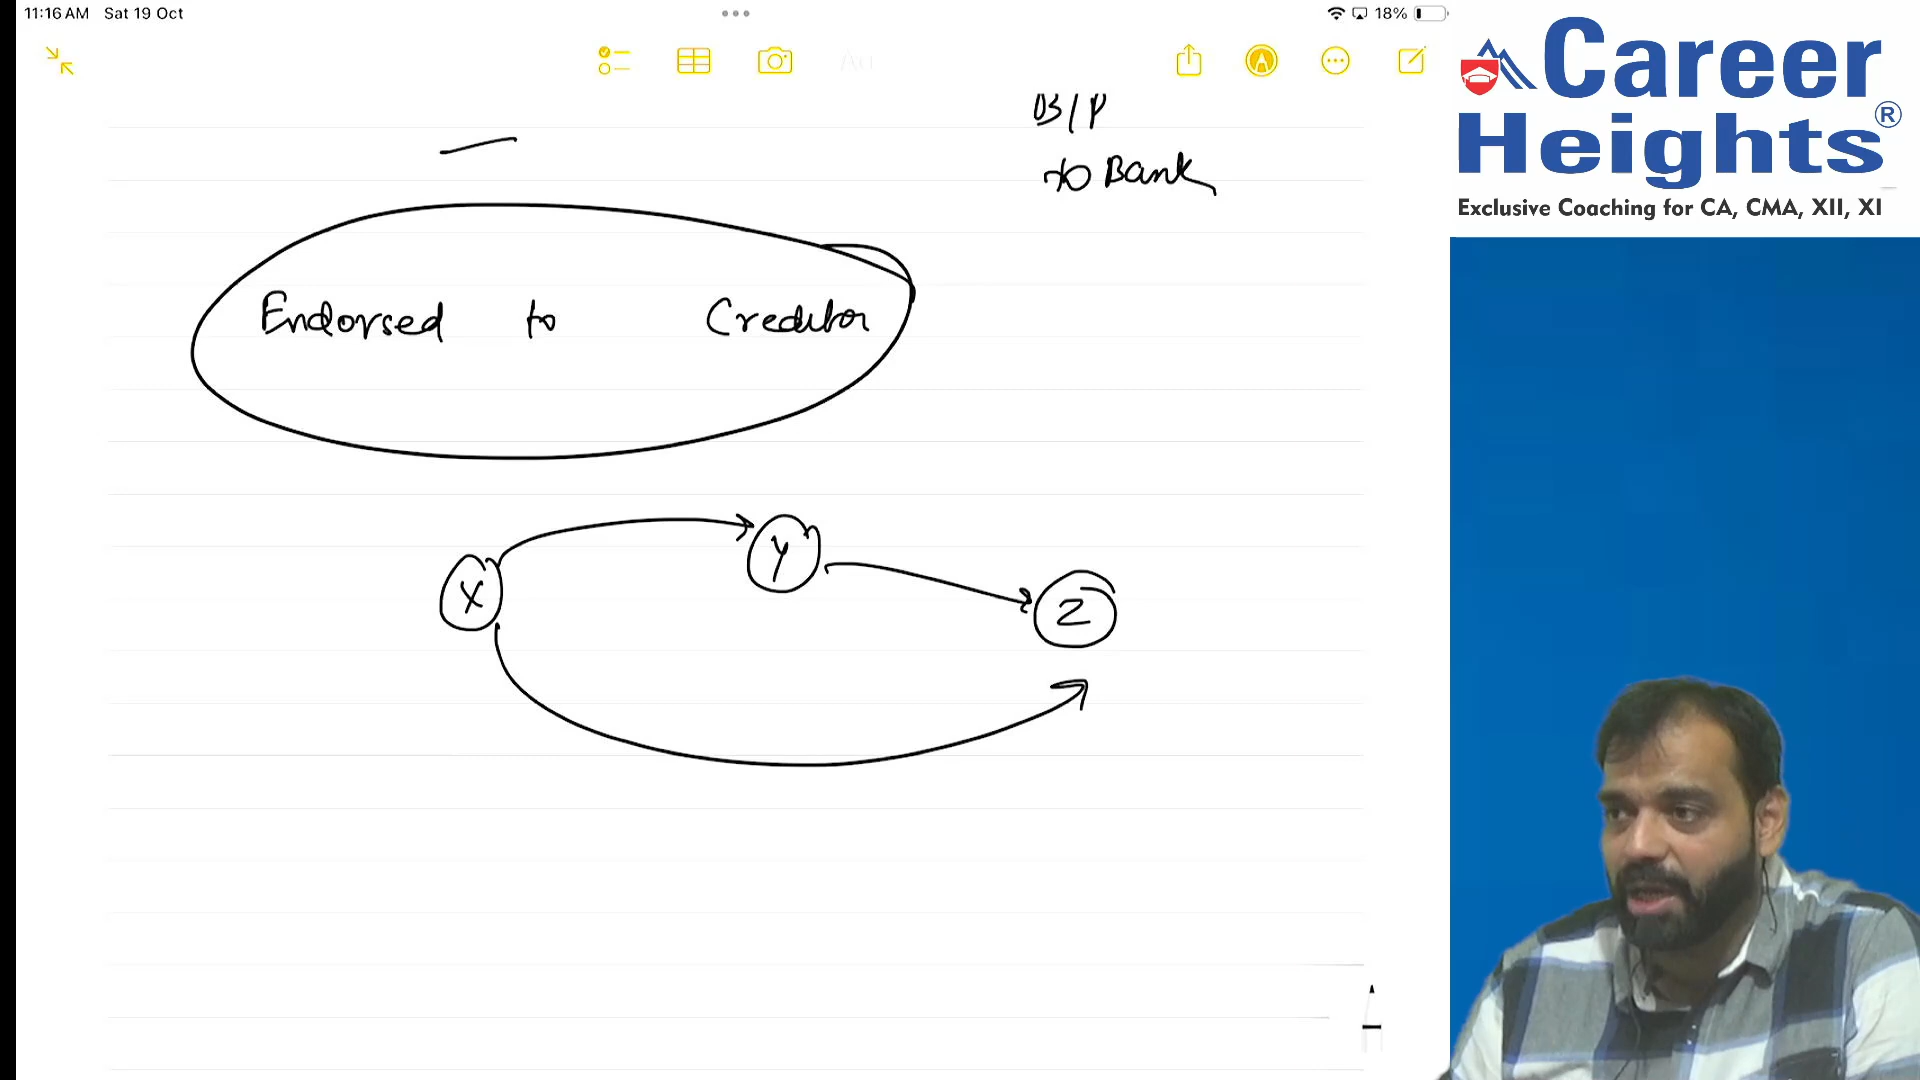 11:16 AM Sat 19 Oct
18%
Career
Heights®
Exclusive Coaching for CA, CMA, XII, XI
B/P
to Bank
Endorsed to Creditor
X
Y
Z